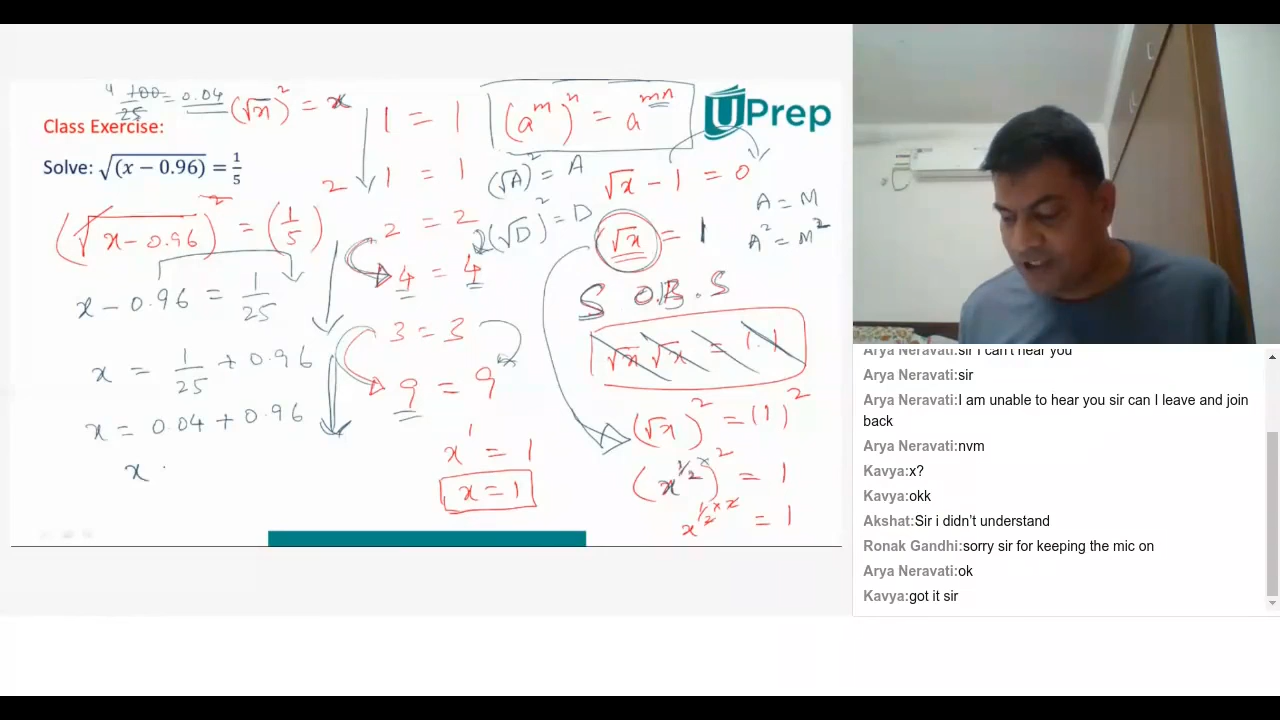 4 100/25 = 0.04
(√x)² = x
Class Exercise:
Solve: √(x − 0.96) = 1/5
(√x − 0.96)² = (1/5)²
x − 0.96 = 1/25
x = 1/25 + 0.96
x = 0.04 + 0.96
x
1 = 1
2 1 = 1
2 = 2
4 = 4
3 = 3
9 = 9
x¹ = 1
x = 1
(aᵐ)ⁿ = aᵐⁿ
UPrep
(√A)² = A
(√D)² = D
√x − 1 = 0
√x = 1
A = M
A² = M²
S O.B.S
√x √x = 1.1
(√x)² = (1)²
(x^1/2)^2 = 1
x^1/2×2 = 1
Arya Neravati:sir I can't hear you
Arya Neravati:sir
Arya Neravati:I am unable to hear you sir can I leave and join
back
Arya Neravati:nvm
Kavya:x?
Kavya:okk
Akshat:Sir i didn't understand
Ronak Gandhi:sorry sir for keeping the mic on
Arya Neravati:ok
Kavya:got it sir